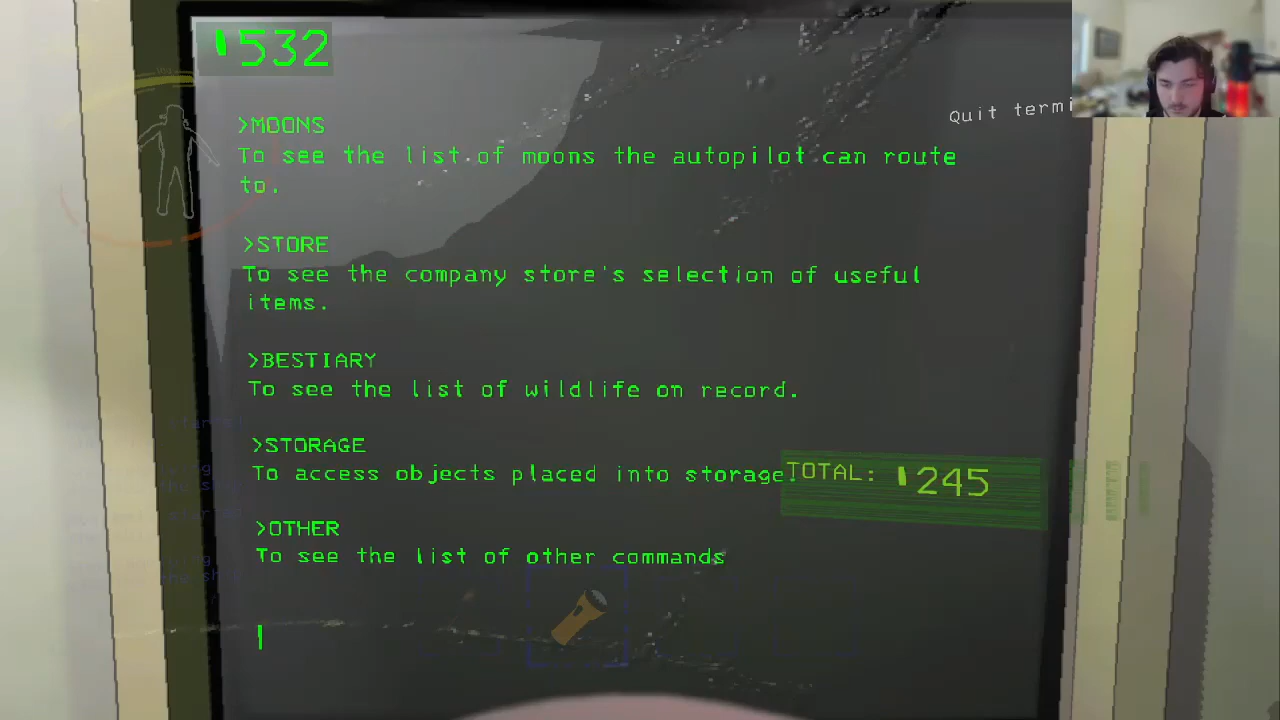 532
Quit termi
>MOONS
To see the list of moons the autopilot can route
to.
>STORE
To see the company store's selection of useful
items.
>BESTIARY
To see the list of wildlife on record.
>STORAGE
To access objects placed into storage.
TOTAL: 245
>OTHER
To see the list of other commands